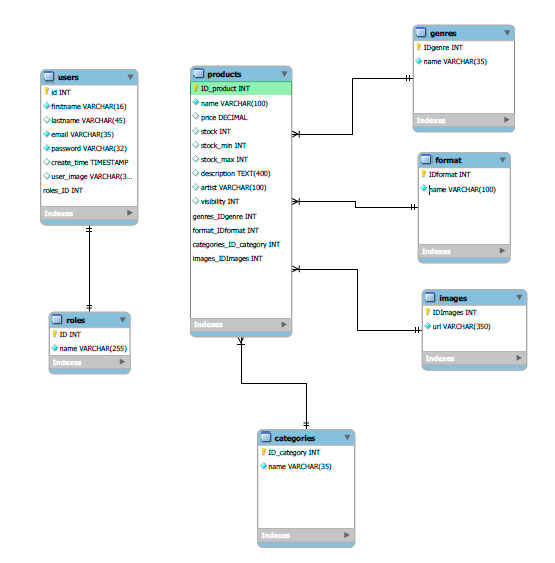 users
id INT
firstname VARCHAR(16)
lastname VARCHAR(45)
email VARCHAR(35)
password VARCHAR(32)
create_time TIMESTAMP
user_image VARCHAR(3...
roles_ID INT
Indexes
roles
ID INT
name VARCHAR(255)
Indexes
products
ID_product INT
name VARCHAR(100)
price DECIMAL
stock INT
stock_min INT
stock_max INT
description TEXT(400)
artist VARCHAR(100)
visibility INT
genres_IDgenre INT
format_IDformat INT
categories_ID_category INT
images_IDImages INT
Indexes
categories
ID_category INT
name VARCHAR(35)
Indexes
genres
IDgenre INT
name VARCHAR(35)
Indexes
format
IDformat INT
name VARCHAR(100)
Indexes
images
IDImages INT
url VARCHAR(350)
Indexes